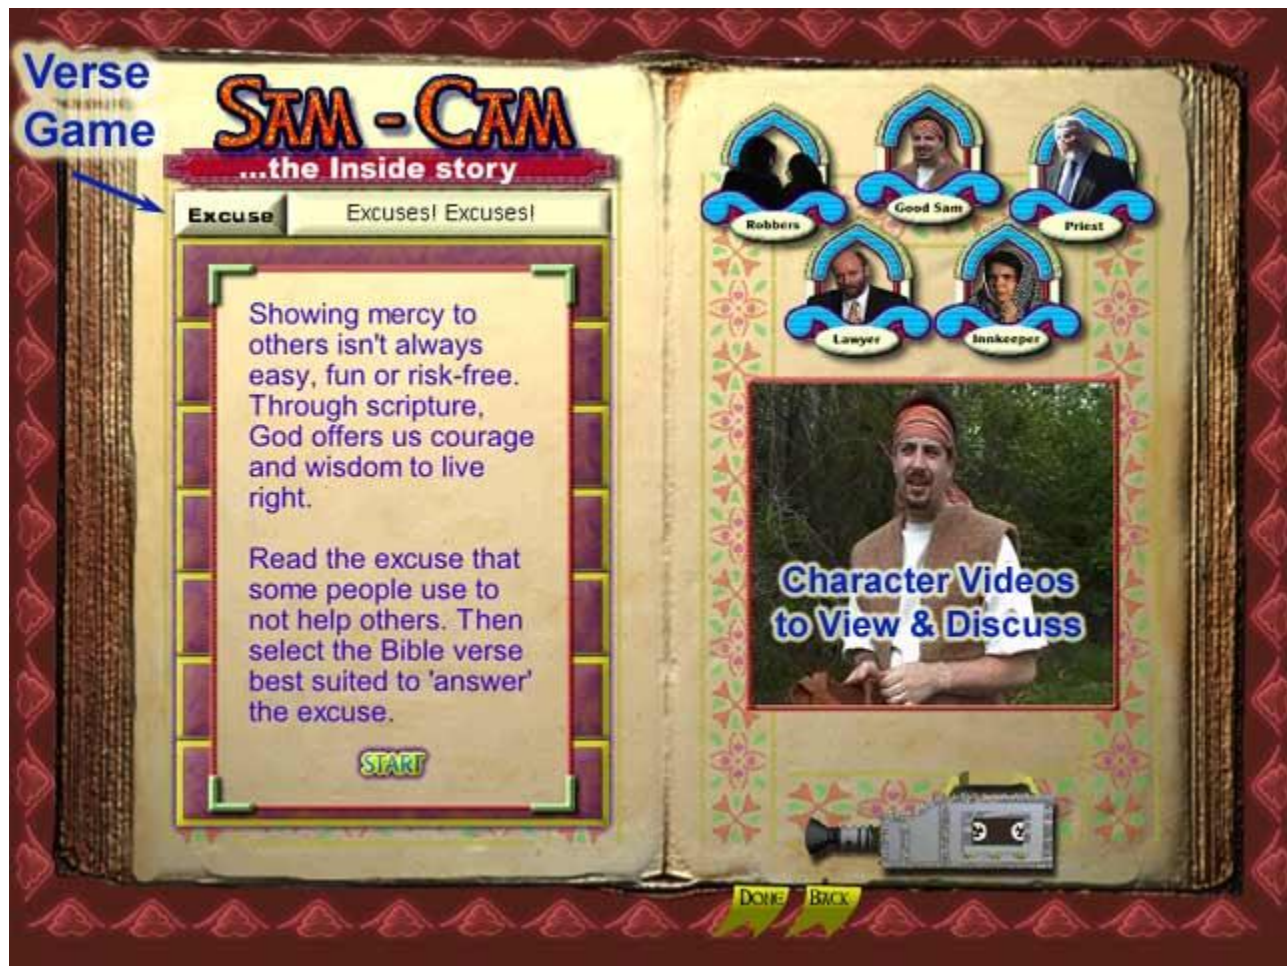 Verse
Game
SAM - CAM
...the Inside story
Excuse
Excuses! Excuses!
Showing mercy to
others isn't always
easy, fun or risk-free.
Through scripture,
God offers us courage
and wisdom to live
right.
Read the excuse that
some people use to
not help others. Then
select the Bible verse
best suited to 'answer'
the excuse.
START
Robbers
Good Sam
Priest
Lawyer
Innkeeper
Character Videos
to View & Discuss
DONE
BACK